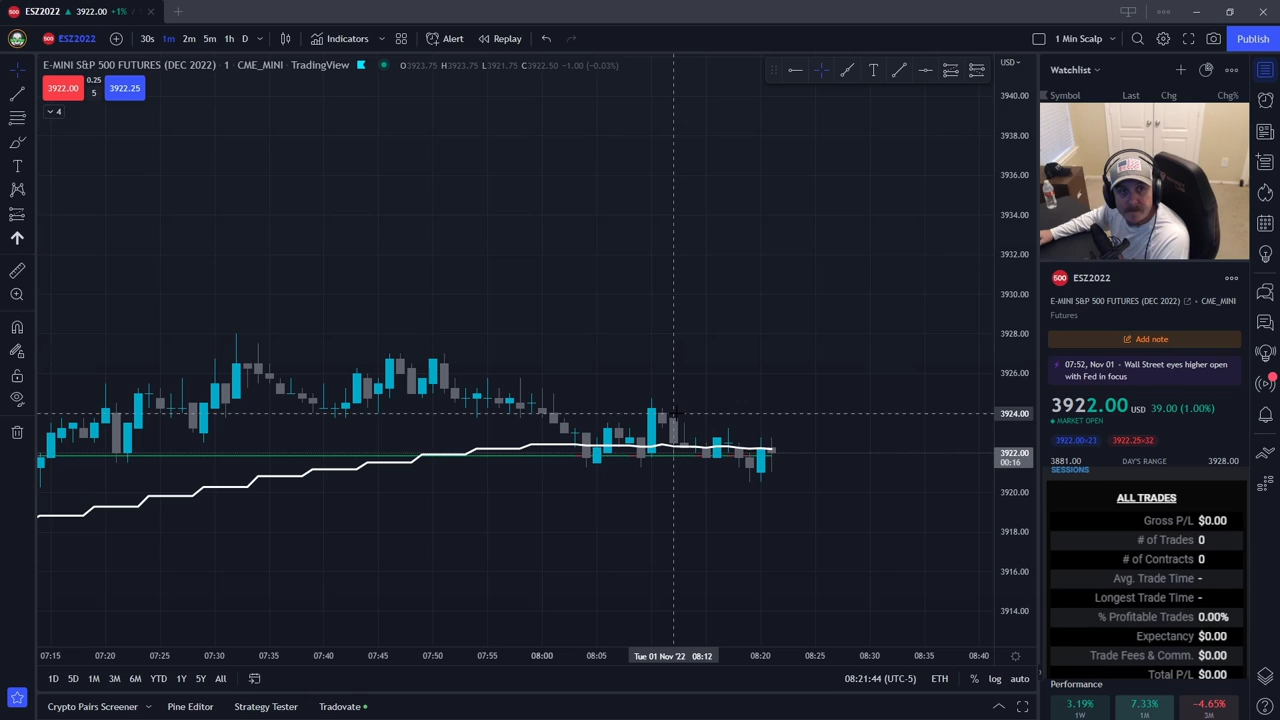 ESZ2022 ▲ 3922.00 +1%
ESZ2022 30s 1m 2m 5m 1h D Indicators Alert Replay 1 Min Scalp Publish
E-MINI S&P 500 FUTURES (DEC 2022) · 1 · CME_MINI · TradingView O3923.75 H3923.75 L3921.75 C3922.50 -1.00 (-0.03%)
3922.00 0.25 5 3922.25
4
USD
3940.00
3938.00
3936.00
3934.00
3932.00
3930.00
3928.00
3926.00
3924.00
3922.00
00:16
3920.00
3918.00
3916.00
3914.00
07:15 07:20 07:25 07:30 07:35 07:40 07:45 07:50 07:55 08:00 08:05 Tue 01 Nov '22 08:12 08:20 08:25 08:30 08:35 08:40
1D 5D 1M 3M 6M YTD 1Y 5Y All 08:21:44 (UTC-5) ETH % log auto
Crypto Pairs Screener Pine Editor Strategy Tester Tradovate
Watchlist
Symbol Last Chg Chg%
500 ESZ2022
E-MINI S&P 500 FUTURES (DEC 2022) • CME_MINI
Futures
Add note
07:52, Nov 01 - Wall Street eyes higher open
with Fed in focus
3922.00 USD 39.00 (1.00%)
MARKET OPEN
3922.00×23 3922.25×32
3881.00 DAY'S RANGE 3928.00
SESSIONS
ALL TRADES
Gross P/L $0.00
# of Trades 0
# of Contracts 0
Avg. Trade Time -
Longest Trade Time -
% Profitable Trades 0.00%
Expectancy $0.00
Trade Fees & Comm. $0.00
Total P/L $0.00
Performance
3.19% 7.33% -4.65%
1W 1M 3M